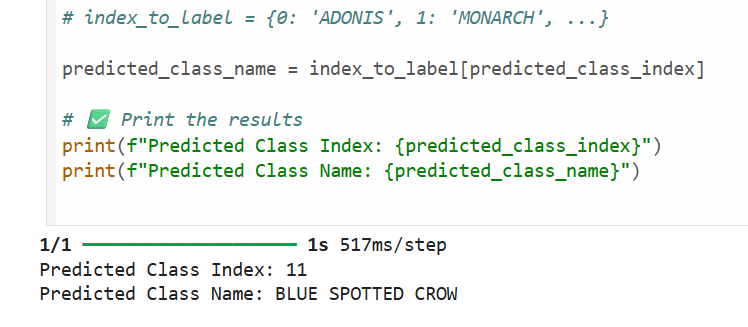 # index_to_label = {0: 'ADONIS', 1: 'MONARCH', ...}
predicted_class_name = index_to_label[predicted_class_index]
# ✅ Print the results
print(f"Predicted Class Index: {predicted_class_index}")
print(f"Predicted Class Name: {predicted_class_name}")
1/1 ━━━━━━━━━━━━━━━━━━━━ 1s 517ms/step
Predicted Class Index: 11
Predicted Class Name: BLUE SPOTTED CROW